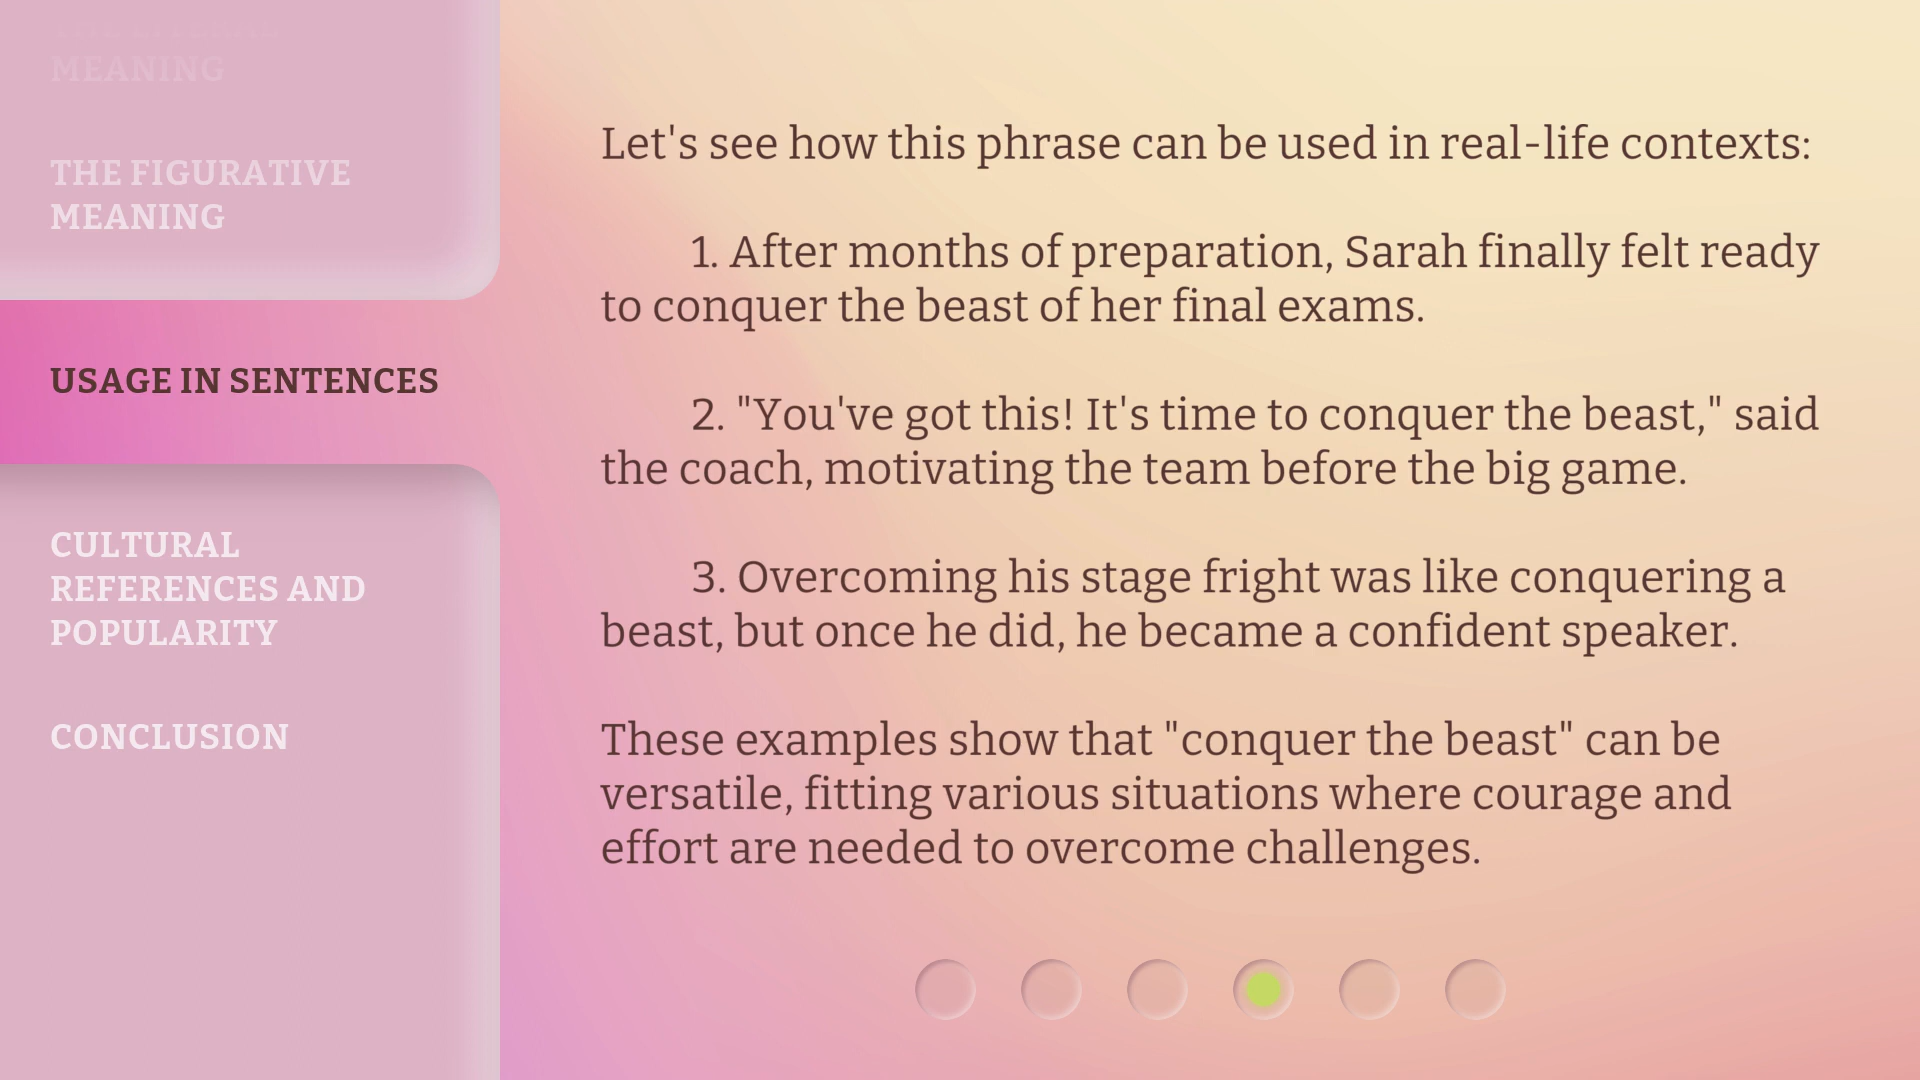 MEANING
THE FIGURATIVE
MEANING
USAGE IN SENTENCES
CULTURAL
REFERENCES AND
POPULARITY
CONCLUSION
Let's see how this phrase can be used in real-life contexts:
1. After months of preparation, Sarah finally felt ready
to conquer the beast of her final exams.
2. "You've got this! It's time to conquer the beast," said
the coach, motivating the team before the big game.
3. Overcoming his stage fright was like conquering a
beast, but once he did, he became a confident speaker.
These examples show that "conquer the beast" can be
versatile, fitting various situations where courage and
effort are needed to overcome challenges.